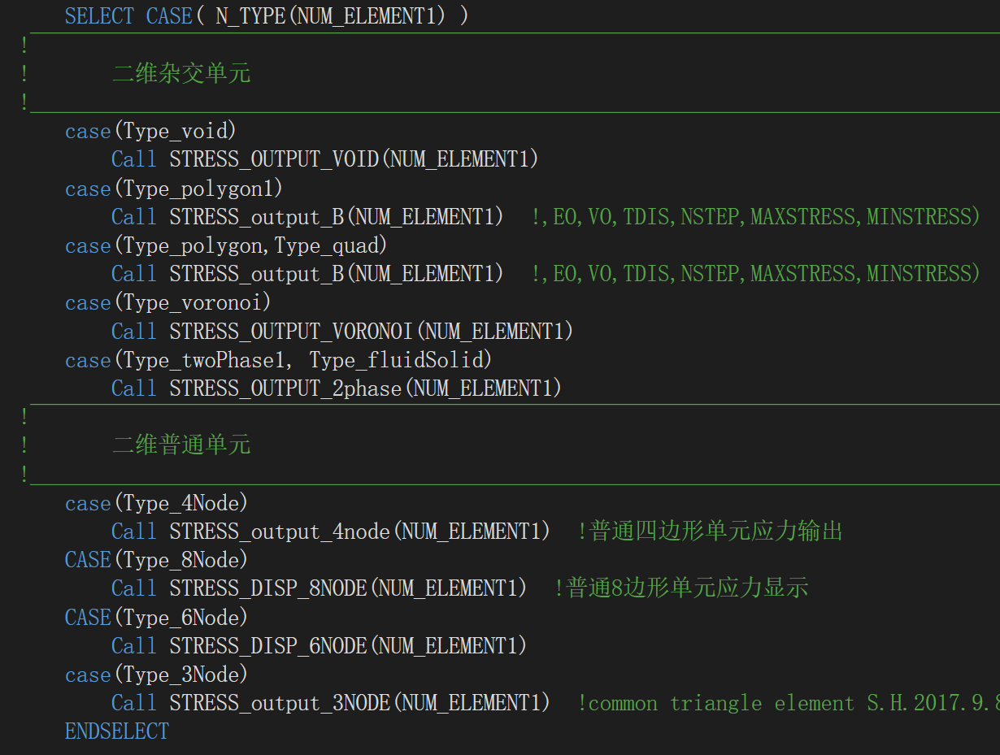 SELECT CASE( N_TYPE(NUM_ELEMENT1) )
!
! 二维杂交单元
!
case(Type_void)
Call STRESS_OUTPUT_VOID(NUM_ELEMENT1)
case(Type_polygon1)
Call STRESS_output_B(NUM_ELEMENT1) !,EO,VO,TDIS,NSTEP,MAXSTRESS,MINSTRESS)
case(Type_polygon,Type_quad)
Call STRESS_output_B(NUM_ELEMENT1) !,EO,VO,TDIS,NSTEP,MAXSTRESS,MINSTRESS)
case(Type_voronoi)
Call STRESS_OUTPUT_VORONOI(NUM_ELEMENT1)
case(Type_twoPhase1, Type_fluidSolid)
Call STRESS_OUTPUT_2phase(NUM_ELEMENT1)
!
! 二维普通单元
!
case(Type_4Node)
Call STRESS_output_4node(NUM_ELEMENT1) !普通四边形单元应力输出
CASE(Type_8Node)
Call STRESS_DISP_8NODE(NUM_ELEMENT1) !普通8边形单元应力显示
CASE(Type_6Node)
Call STRESS_DISP_6NODE(NUM_ELEMENT1)
case(Type_3Node)
Call STRESS_output_3NODE(NUM_ELEMENT1) !common triangle element S.H.2017.9.8
ENDSELECT